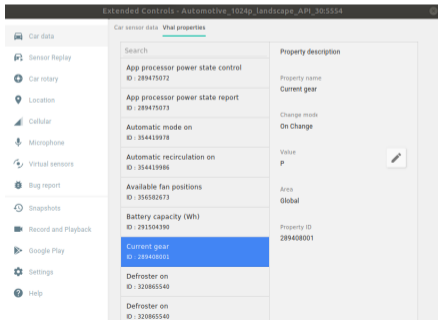 Extended Controls - Automotive_1024p_landscape_API_30:5554
Car data
Sensor Replay
Car rotary
Location
Cellular
Microphone
Virtual sensors
Bug report
Snapshots
Record and Playback
Google Play
Settings
Help
Car sensor data Vhal properties
Search
App processor power state control
ID : 289475072
App processor power state report
ID : 289475073
Automatic mode on
ID : 354419978
Automatic recirculation on
ID : 354419986
Available fan positions
ID : 356582673
Battery capacity (Wh)
ID : 291504390
Current gear
ID : 289408001
Defroster on
ID : 320865540
Defroster on
ID : 320865540
Property description
Property name
Current gear
Change mode
On Change
Value
P
Area
Global
Property ID
289408001